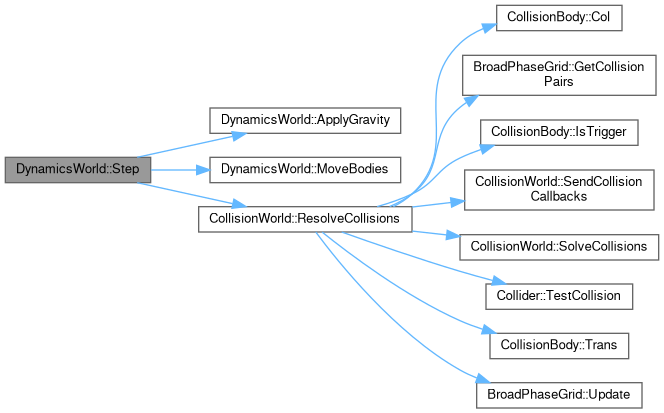 DynamicsWorld::Step
DynamicsWorld::ApplyGravity
DynamicsWorld::MoveBodies
CollisionWorld::ResolveCollisions
CollisionBody::Col
BroadPhaseGrid::GetCollision
Pairs
CollisionBody::IsTrigger
CollisionWorld::SendCollision
Callbacks
CollisionWorld::SolveCollisions
Collider::TestCollision
CollisionBody::Trans
BroadPhaseGrid::Update